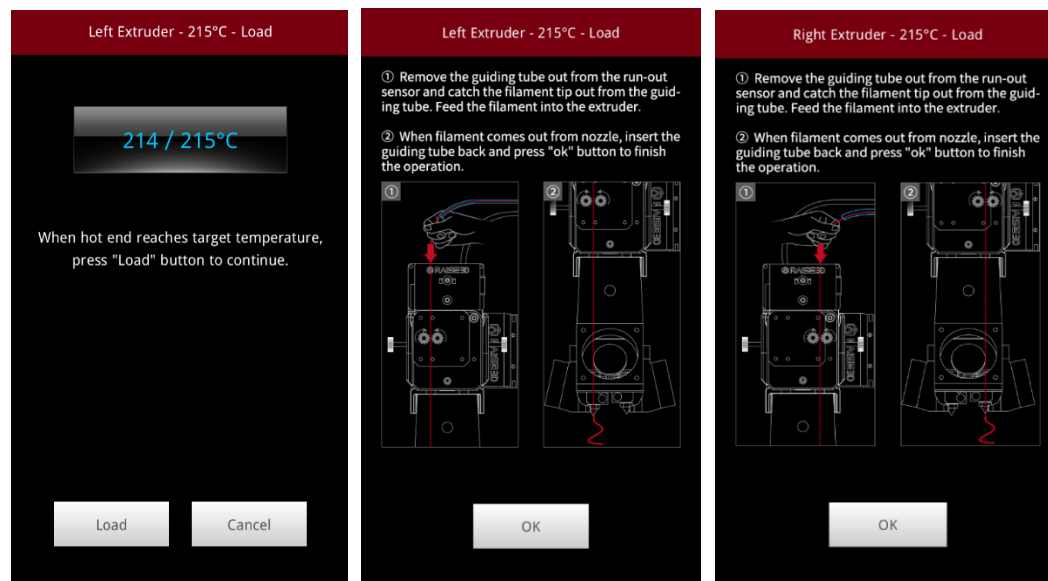 Left Extruder - 215°C - Load
214 / 215°C
When hot end reaches target temperature,
press "Load" button to continue.
Load
Cancel
Left Extruder - 215°C - Load
① Remove the guiding tube out from the run-out
sensor and catch the filament tip out from the guid-
ing tube. Feed the filament into the extruder.
② When filament comes out from nozzle, insert the
guiding tube back and press "ok" button to finish
the operation.
①
RAISE3D
RAISE3D
②
RAISE3D
OK
Right Extruder - 215°C - Load
① Remove the guiding tube out from the run-out
sensor and catch the filament tip out from the guid-
ing tube. Feed the filament into the extruder.
② When filament comes out from nozzle, insert the
guiding tube back and press "ok" button to finish
the operation.
①
RAISE3D
RAISE3D
②
RAISE3D
OK